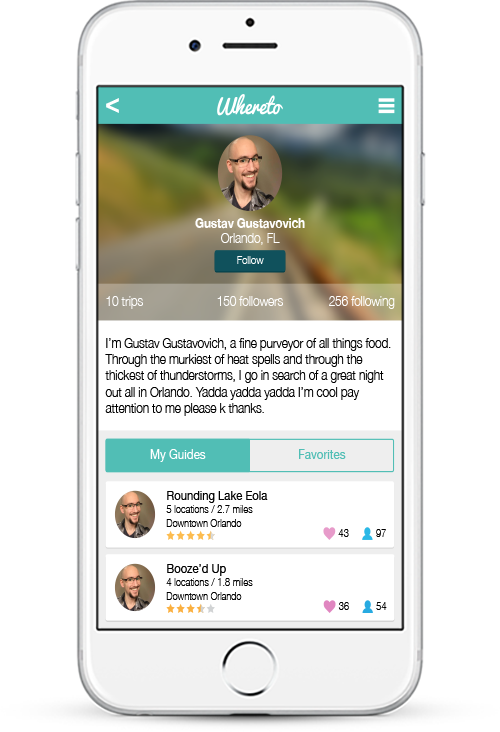 <
Whereto
Gustav Gustavovich
Orlando, FL
Follow
10 trips 150 followers 256 following
I'm Gustav Gustavovich, a fine purveyor of all things food.
Through the murkiest of heat spells and through the
thickest of thunderstorms, I go in search of a great night
out all in Orlando. Yadda yadda yadda I'm cool pay
attention to me please k thanks.
My Guides Favorites
Rounding Lake Eola
5 locations / 2.7 miles
Downtown Orlando
43 97
Booze'd Up
4 locations / 1.8 miles
Downtown Orlando
36 54